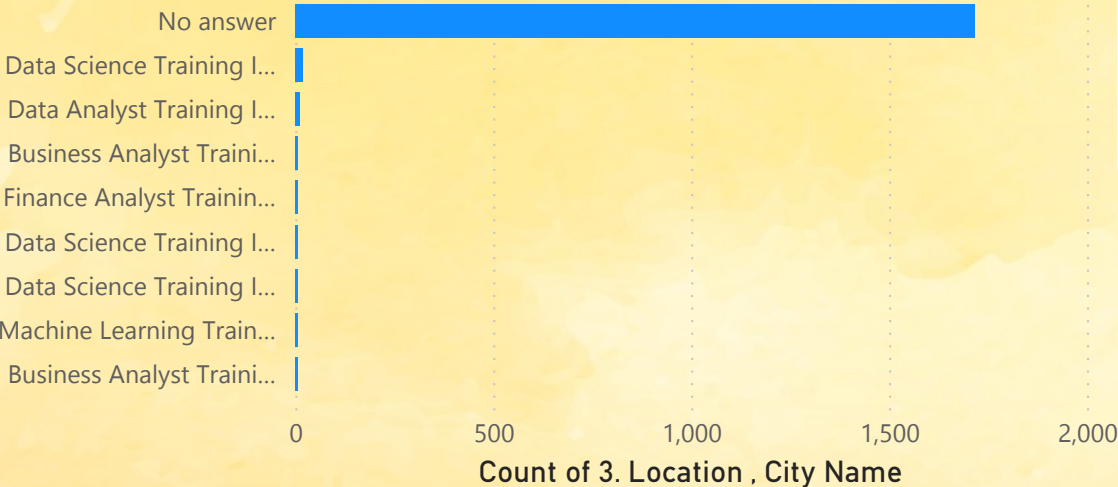 No answer
Data Science Training I...
Data Analyst Training I...
Business Analyst Traini...
Finance Analyst Trainin...
Data Science Training I...
Data Science Training I...
Machine Learning Train...
Business Analyst Traini...
0 500 1,000 1,500 2,000
Count of 3. Location , City Name